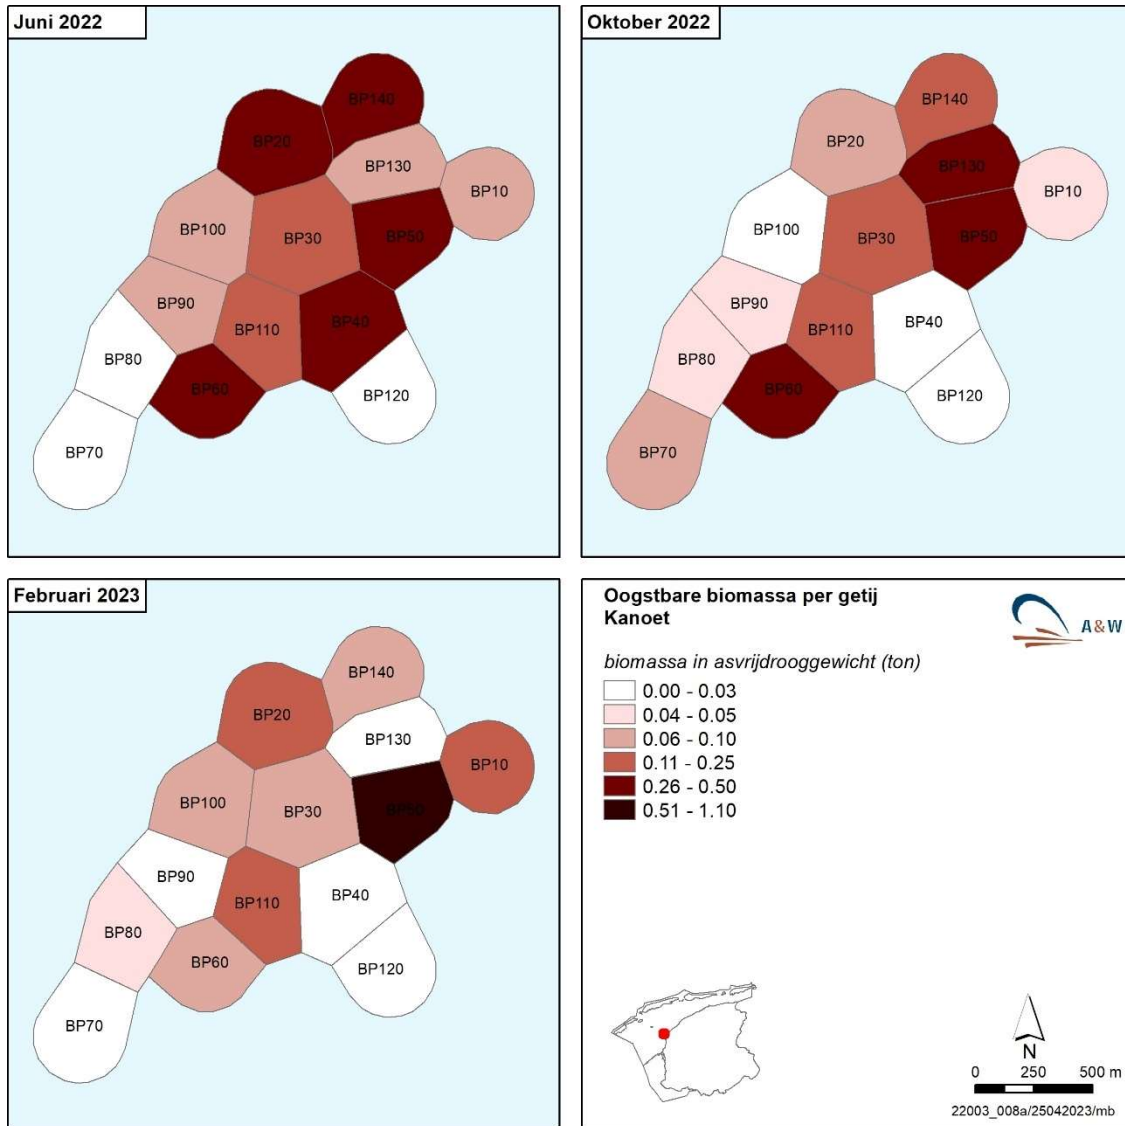 Juni 2022
BP140
BP20
BP130
BP10
BP100
BP30
BP50
BP90
BP110
BP40
BP80
BP60
BP120
BP70
Oktober 2022
BP140
BP20
BP130
BP10
BP100
BP30
BP50
BP90
BP40
BP110
BP80
BP60
BP120
BP70
Februari 2023
BP140
BP20
BP130
BP10
BP100
BP30
BP50
BP90
BP40
BP110
BP80
BP60
BP120
BP70
Oogstbare biomassa per getij
Kanoet
A&W
biomassa in asvrijdrooggewicht (ton)
0.00 - 0.03
0.04 - 0.05
0.06 - 0.10
0.11 - 0.25
0.26 - 0.50
0.51 - 1.10
N
0 250 500 m
22003_008a/25042023/mb